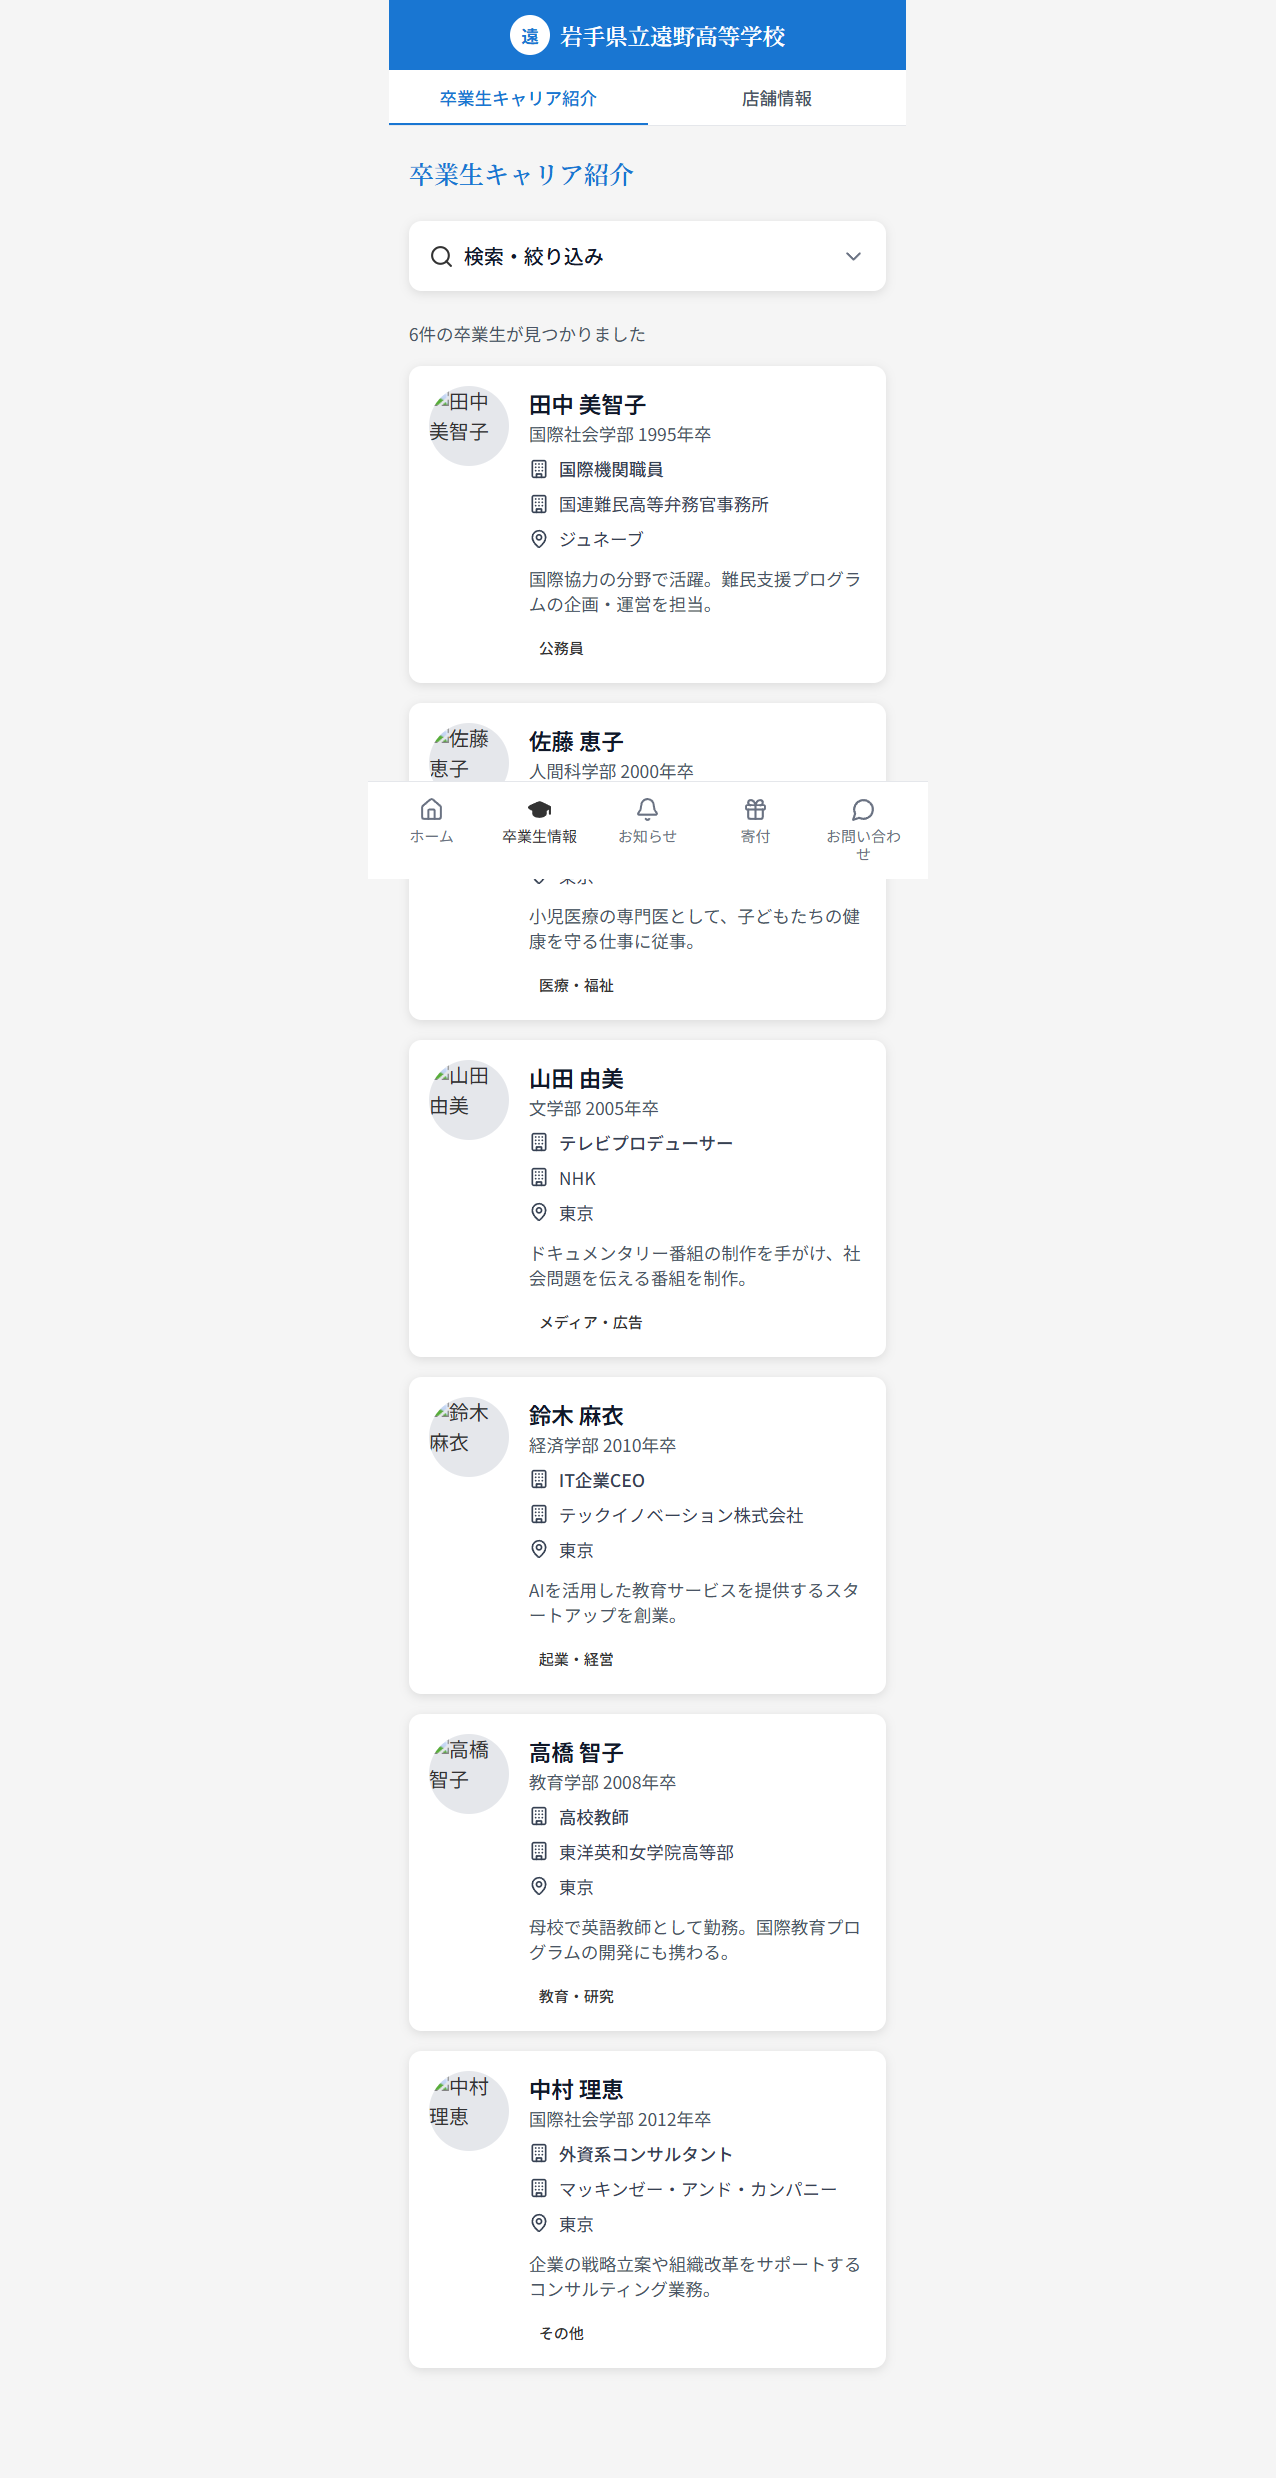 遠 岩手県立遠野高等学校
卒業生キャリア紹介 店舗情報
卒業生キャリア紹介
検索・絞り込み
6件の卒業生が見つかりました
田中
美智子
田中 美智子
国際社会学部 1995年卒
国際機関職員
国連難民高等弁務官事務所
ジュネーブ
国際協力の分野で活躍。難民支援プログラ
ムの企画・運営を担当。
公務員
佐藤
恵子
佐藤 恵子
人間科学部 2000年卒
ホーム 卒業生情報 お知らせ 寄付 お問い合わ
せ
小児医療の専門医として、子どもたちの健
康を守る仕事に従事。
医療・福祉
山田
由美
山田 由美
文学部 2005年卒
テレビプロデューサー
NHK
東京
ドキュメンタリー番組の制作を手がけ、社
会問題を伝える番組を制作。
メディア・広告
鈴木
麻衣
鈴木 麻衣
経済学部 2010年卒
IT企業CEO
テックイノベーション株式会社
東京
AIを活用した教育サービスを提供するスタ
ートアップを創業。
起業・経営
高橋
智子
高橋 智子
教育学部 2008年卒
高校教師
東洋英和女学院高等部
東京
母校で英語教師として勤務。国際教育プロ
グラムの開発にも携わる。
教育・研究
中村
理恵
中村 理恵
国際社会学部 2012年卒
外資系コンサルタント
マッキンゼー・アンド・カンパニー
東京
企業の戦略立案や組織改革をサポートする
コンサルティング業務。
その他